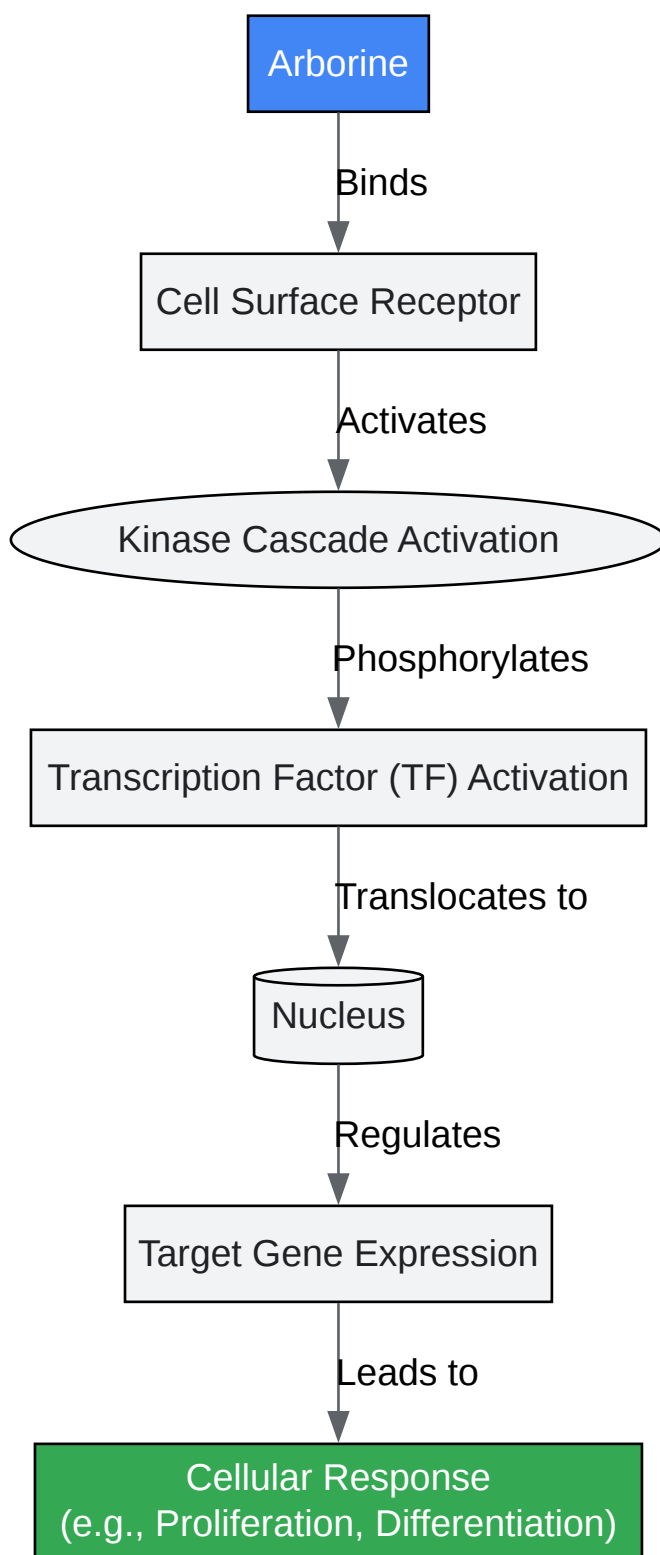 Arborine
Binds
Cell Surface Receptor
Activates
Kinase Cascade Activation
Phosphorylates
Transcription Factor (TF) Activation
Translocates to
Nucleus
Regulates
Target Gene Expression
Leads to
Cellular Response
(e.g., Proliferation, Differentiation)